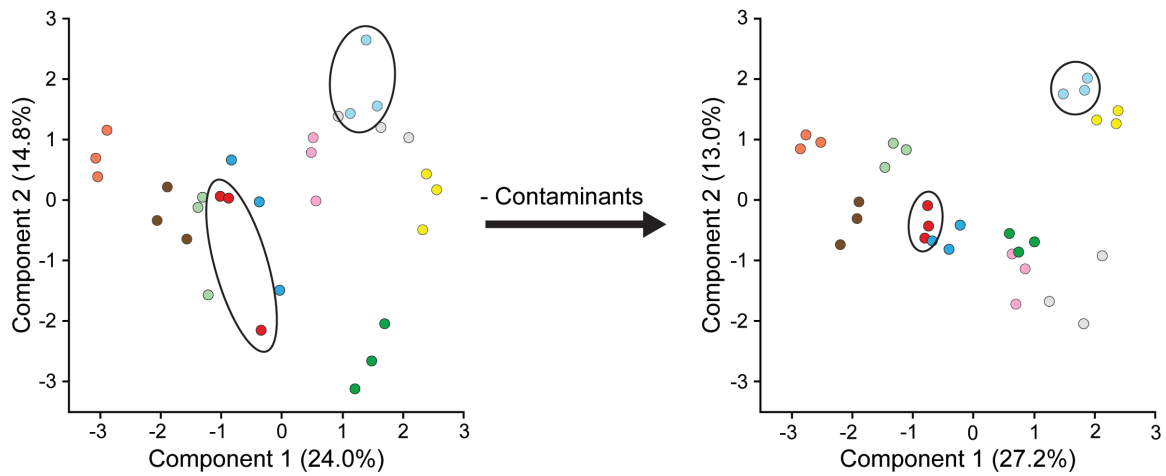 3
2
1
0
-1
-2
-3
Component 2 (14.8%)
-3 -2 -1 0 1 2 3
Component 1 (24.0%)
- Contaminants
3
2
1
0
-1
-2
-3
Component 2 (13.0%)
-3 -2 -1 0 1 2 3
Component 1 (27.2%)